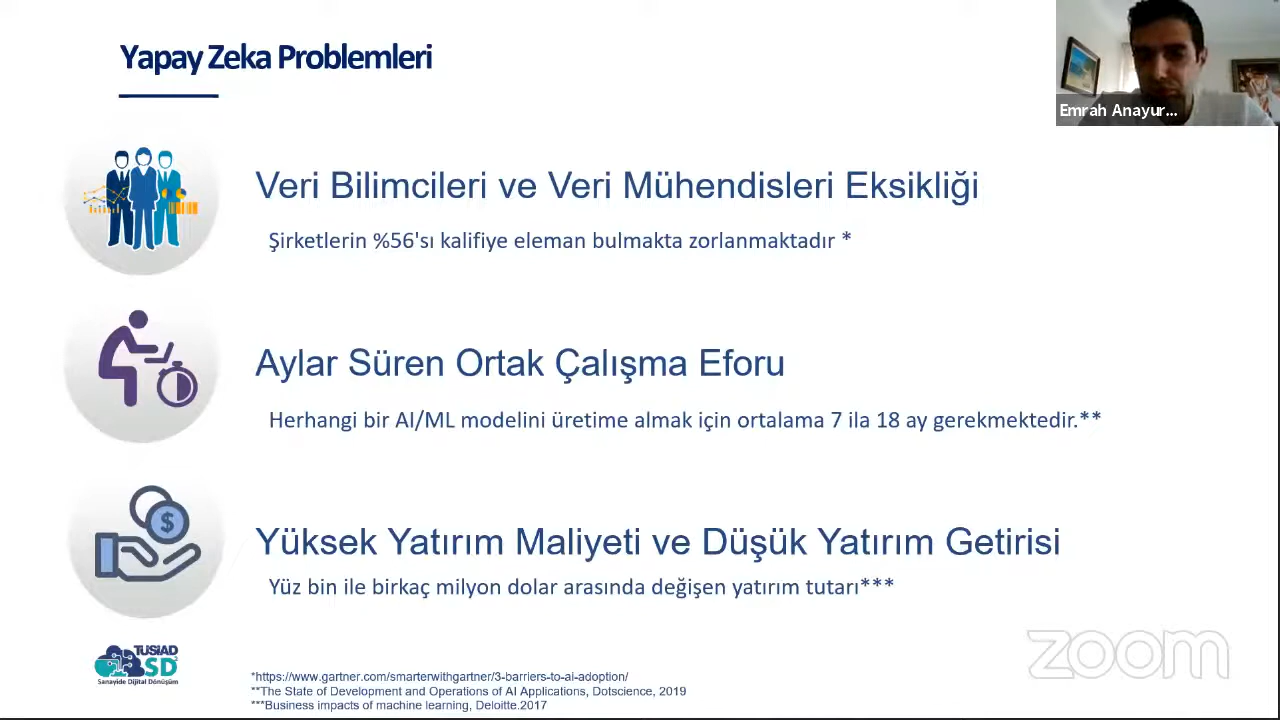 Yapay Zeka Problemleri
Emrah Anayur...
Veri Bilimcileri ve Veri Mühendisleri Eksikliği
Şirketlerin %56'sı kalifiye eleman bulmakta zorlanmaktadır *
Aylar Süren Ortak Çalışma Eforu
Herhangi bir AI/ML modelini üretime almak için ortalama 7 ila 18 ay gerekmektedir.**
$
Yüksek Yatırım Maliyeti ve Düşük Yatırım Getirisi
Yüz bin ile birkaç milyon dolar arasında değişen yatırım tutarı***
TUSİAD
SD²
Sanayide Dijital Dönüşüm
zoom
*https://www.gartner.com/smarterwithgartner/3-barriers-to-ai-adoption/
**The State of Development and Operations of AI Applications, Dotscience, 2019
***Business impacts of machine learning, Deloitte.2017